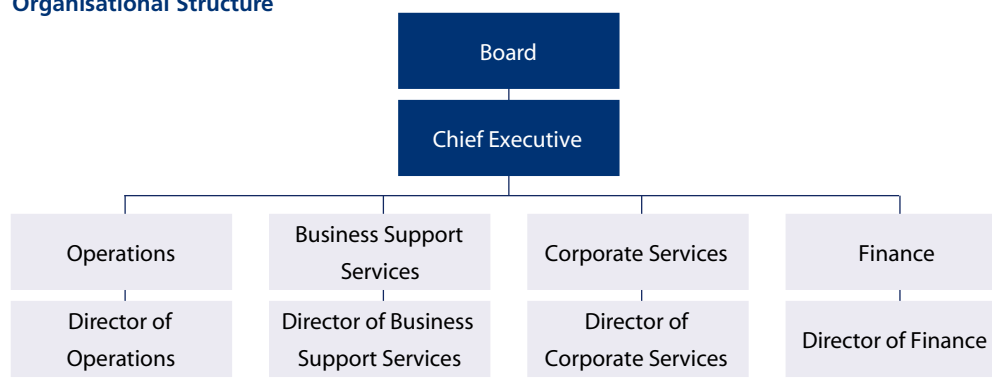 Organisational Structure
Board
Chief Executive
Operations
Business Support
Services
Corporate Services
Finance
Director of
Operations
Director of Business
Support Services
Director of
Corporate Services
Director of Finance